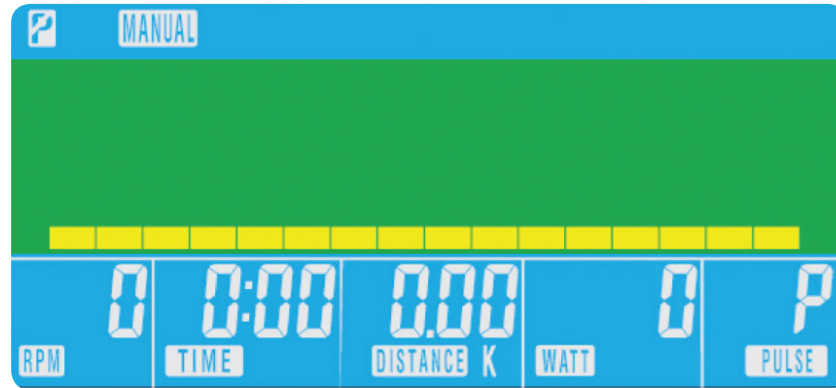 P MANUAL
0 0:00 0.00 0 P
RPM TIME DISTANCE K WATT PULSE